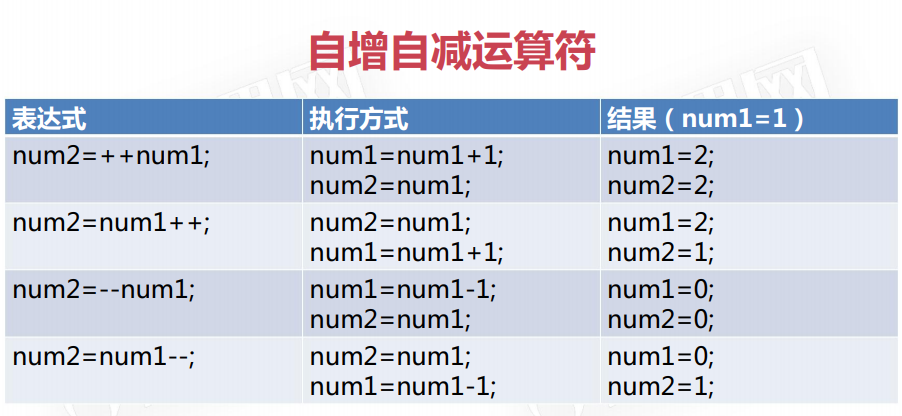 自增自减运算符
表达式 执行方式 结果（num1=1）
num2=++num1; num1=num1+1; num1=2;
num2=num1; num2=2;
num2=num1++; num2=num1; num1=2;
num1=num1+1; num2=1;
num2=--num1; num1=num1-1; num1=0;
num2=num1; num2=0;
num2=num1--; num2=num1; num1=0;
num1=num1-1; num2=1;